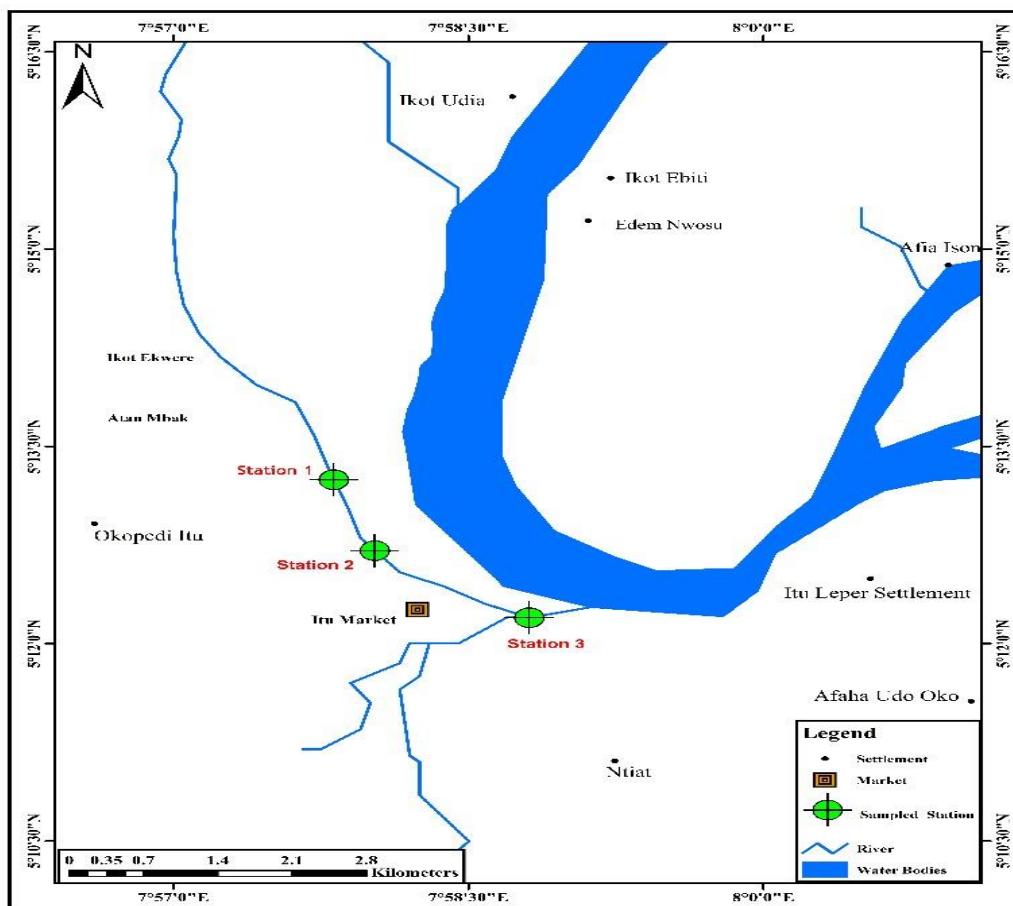 7°57'0"E
7°58'30"E
8°0'0"E
5°16'30"N
5°16'30"N
N
Ikot Udia
Ikot Ebiti
Edem Nwosu
5°15'0"N
Afia Ison
5°15'0"N
Ikot Ekwere
Atan Mbak
5°13'30"N
5°13'30"N
Station 1
Okopedi Itu
Station 2
Itu Leper Settlement
Itu Market
Station 3
5°12'0"N
5°12'0"N
Afaha Udo Oko
Ntiat
Legend
Settlement
Market
Sampled Station
River
Water Bodies
5°10'30"N
5°10'30"N
0 0.35 0.7 1.4 2.1 2.8
Kilometers
7°57'0"E
7°58'30"E
8°0'0"E